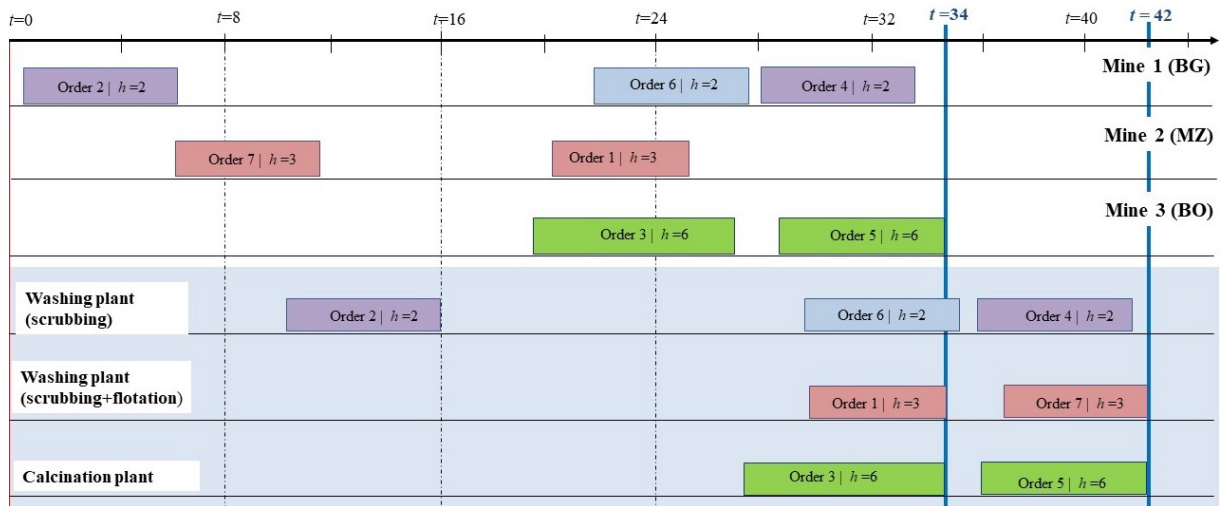 t=0 t=8 t=16 t=24 t=32 t =34 t=40 t = 42
Mine 1 (BG)
Order 2 | h=2 Order 6 | h=2 Order 4 | h=2
Mine 2 (MZ)
Order 7 | h=3 Order 1 | h=3
Mine 3 (BO)
Order 3 | h=6 Order 5 | h=6
Washing plant
(scrubbing)
Order 2 | h=2 Order 6 | h=2 Order 4 | h=2
Washing plant
(scrubbing+flotation)
Order 1 | h=3 Order 7 | h=3
Calcination plant
Order 3 | h=6 Order 5 | h=6